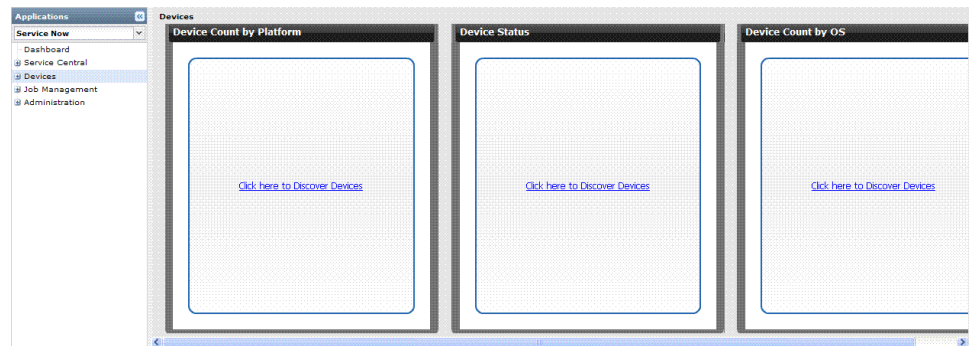 Applications
Service Now
Dashboard
Service Central
Devices
Job Management
Administration
Devices
Device Count by Platform
Click here to Discover Devices
Device Status
Click here to Discover Devices
Device Count by OS
Click here to Discover Devices